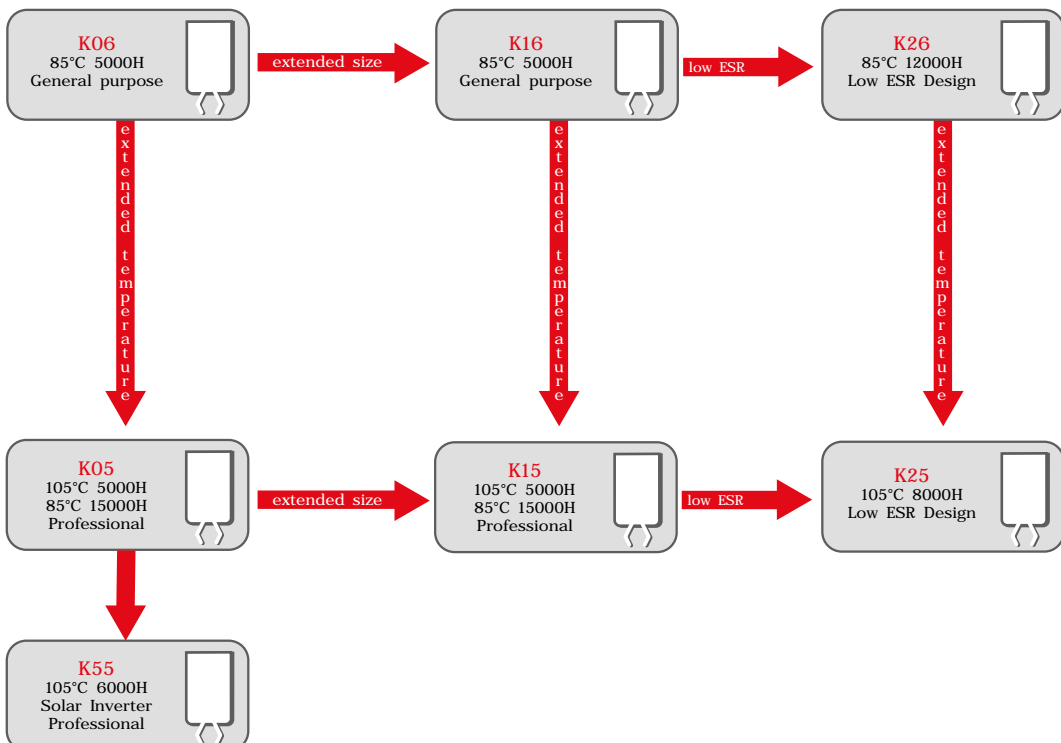 K06
85°C 5000H
General purpose
extended size
K16
85°C 5000H
General purpose
low ESR
K26
85°C 12000H
Low ESR Design
extended temperature
extended temperature
extended temperature
K05
105°C 5000H
85°C 15000H
Professional
extended size
K15
105°C 5000H
85°C 15000H
Professional
low ESR
K25
105°C 8000H
Low ESR Design
K55
105°C 6000H
Solar Inverter
Professional